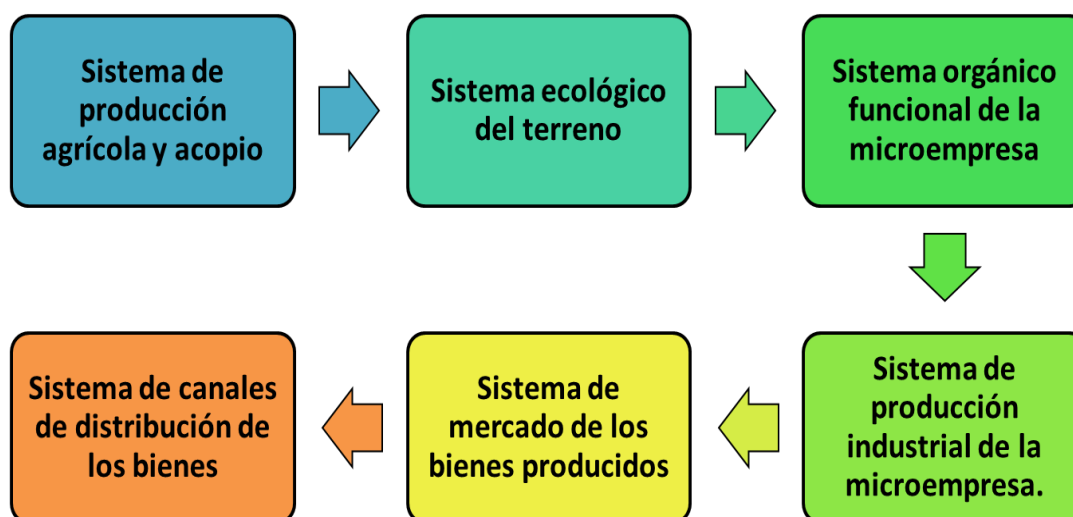 Sistema de
producción
agrícola y acopio
Sistema ecológico
del terreno
Sistema orgánico
funcional de la
microempresa
Sistema de
producción
industrial de la
microempresa.
Sistema de
mercado de los
bienes producidos
Sistema de canales
de distribución de
los bienes